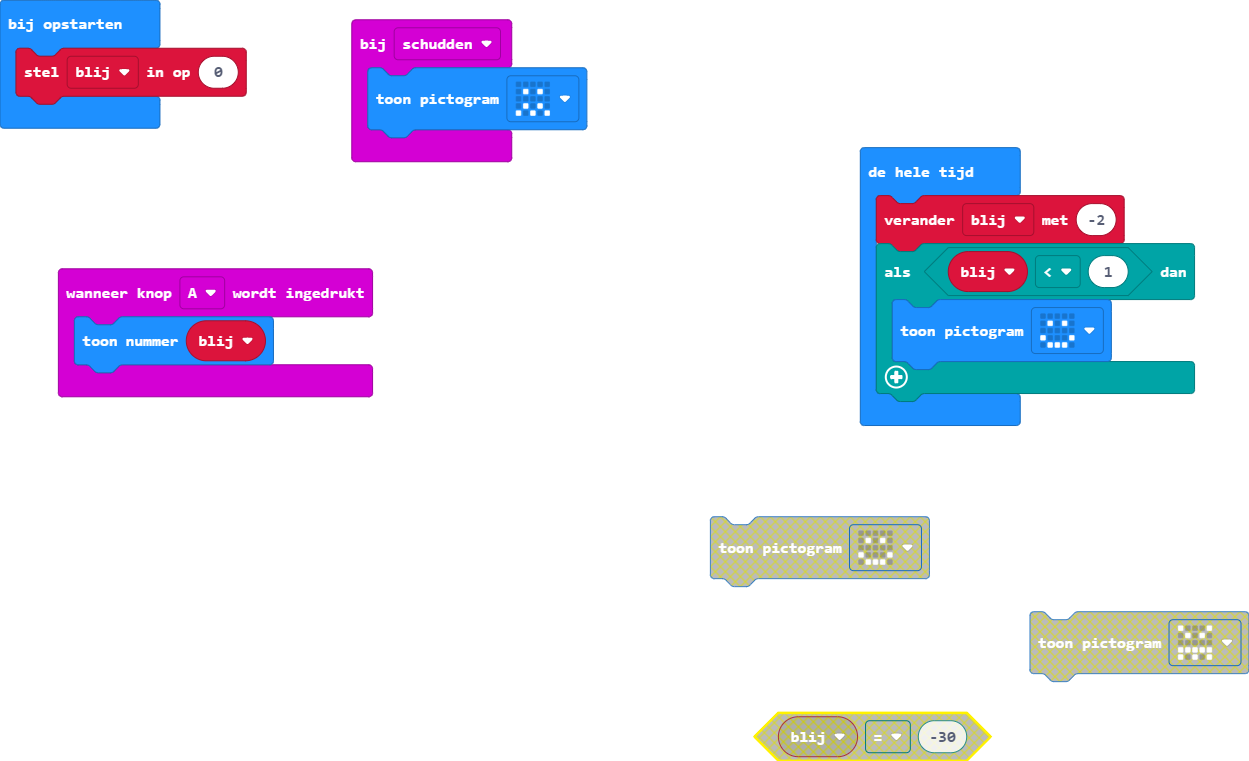 bij opstarten
stel blij in op 0
bij schudden
toon pictogram
de hele tijd
verander blij met -2
als blij < 1 dan
toon pictogram
wanneer knop A wordt ingedrukt
toon nummer blij
toon pictogram
toon pictogram
blij = -30